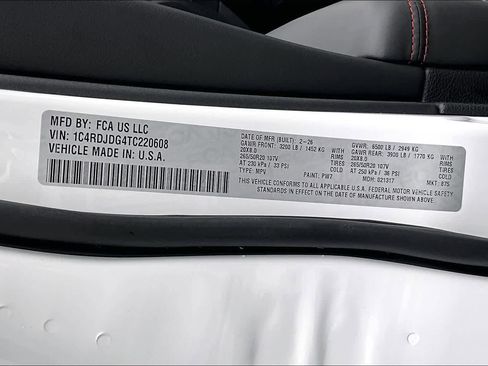 MFD BY: FCA US LLC
VIN: 1C4RDJDG4TC220608
VEHICLE MADE IN U.S.A.
DATE OF MFR (BUILT): 2-26
GAWR FRONT: 3200 LB / 1452 KG
WITH
20X8.0
RIMS
265/50R20 107V
TIRES
AT 230 kPa / 33 PSI
COLD
TYPE: MPV
PAINT: PW7
GVWR: 6500 LB / 2949 KG
GAWR REAR: 3900 LB / 1770 KG
WITH
20X8.0
RIMS
265/50R20 107V
TIRES
AT 250 kPa / 36 PSI
COLD
MDH: 021317
MKT: 87S
THIS VEHICLE CONFORMS TO ALL APPLICABLE U.S.A. FEDERAL MOTOR VEHICLE SAFETY
STANDARDS IN EFFECT ON THE DATE OF MANUFACTURE SHOWN ABOVE